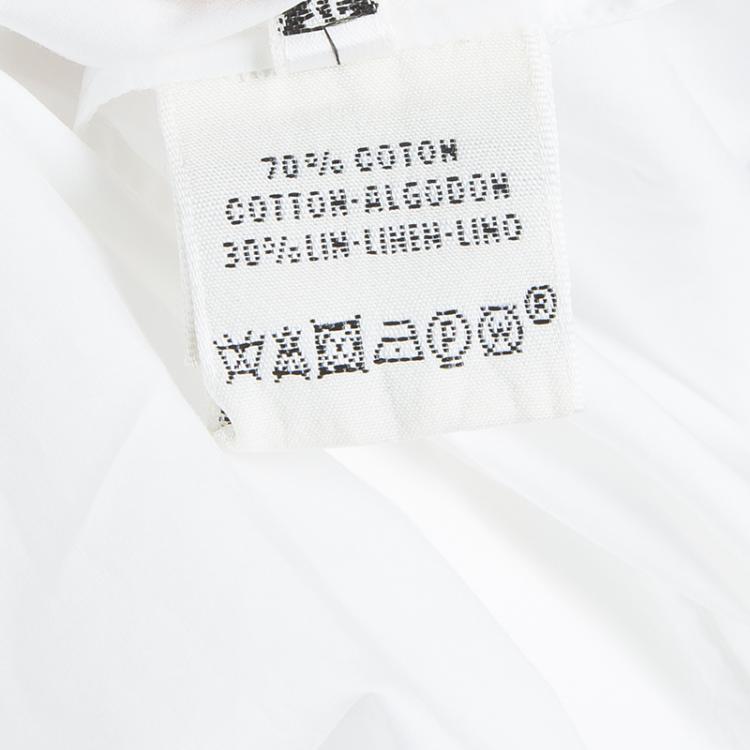 70% COTON
COTTON-ALGODON
30%LIN-LINEN-LINO
P W ®